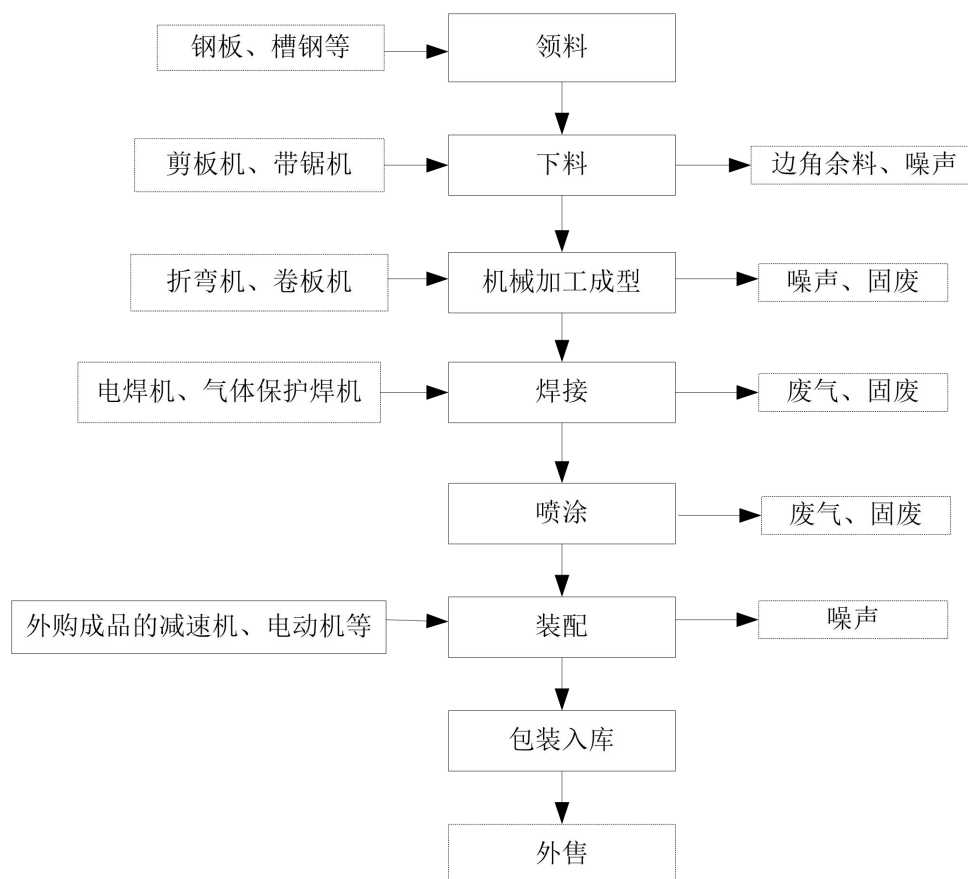 钢板、槽钢等
领料
剪板机、带锯机
下料
边角余料、噪声
折弯机、卷板机
机械加工成型
噪声、固废
电焊机、气体保护焊机
焊接
废气、固废
喷涂
废气、固废
外购成品的减速机、电动机等
装配
噪声
包装入库
外售